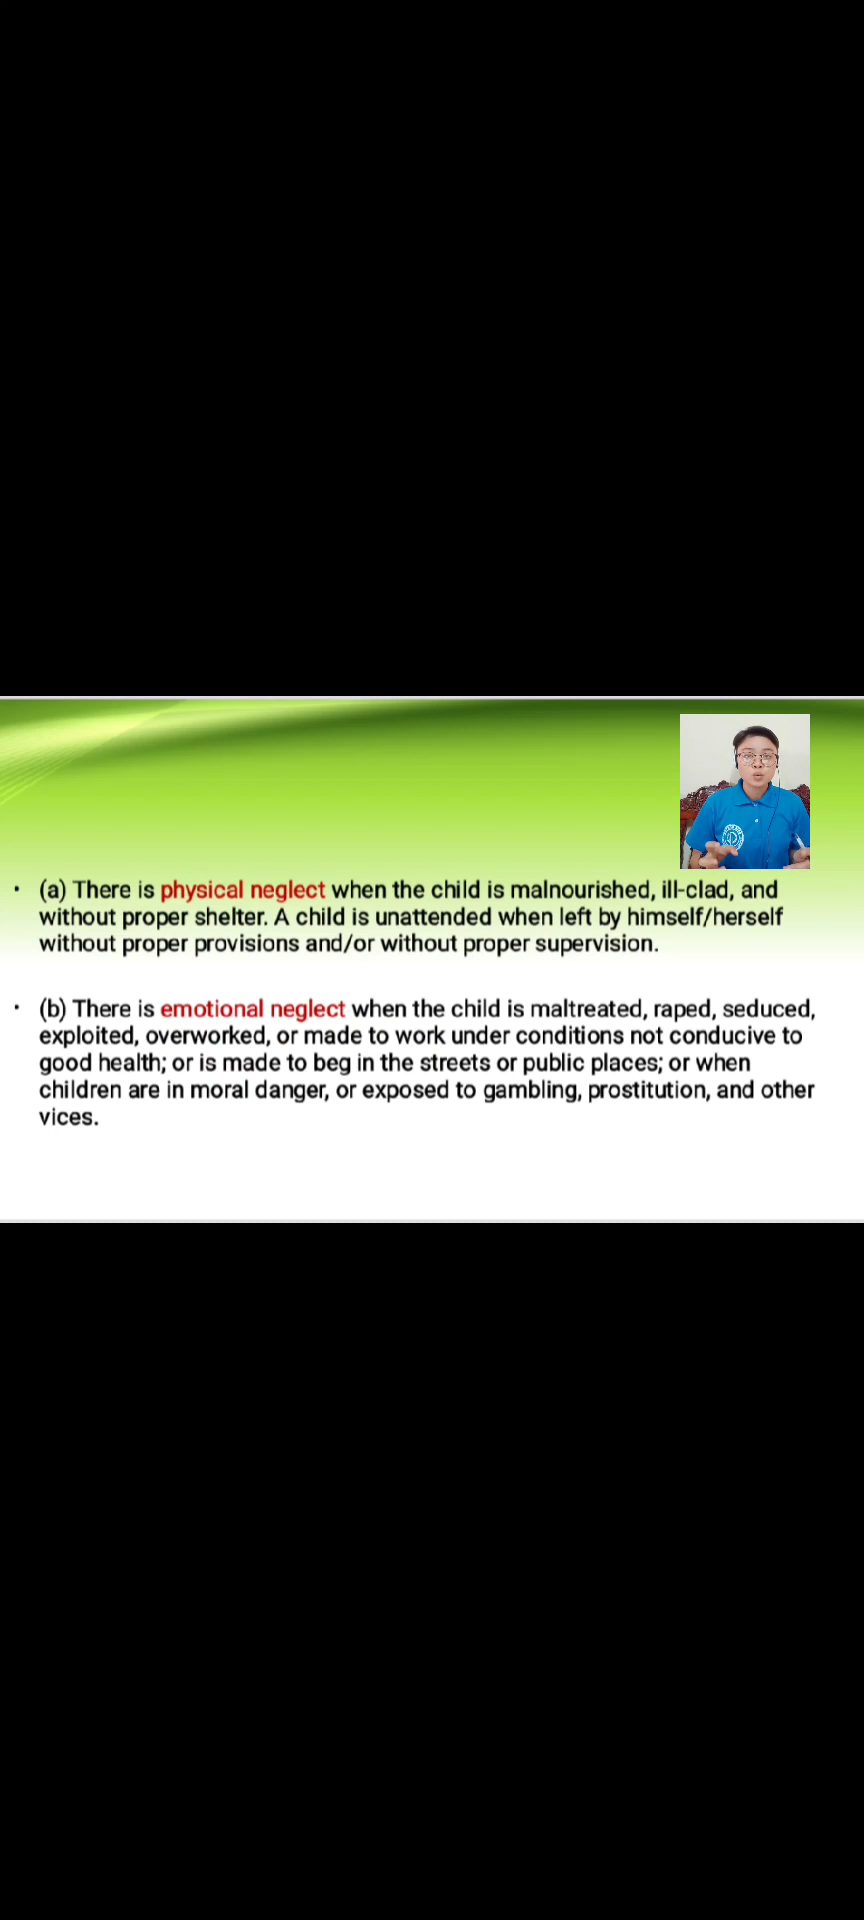 • (a) There is physical neglect when the child is malnourished, ill-clad, and
without proper shelter. A child is unattended when left by himself/herself
without proper provisions and/or without proper supervision.
• (b) There is emotional neglect when the child is maltreated, raped, seduced,
exploited, overworked, or made to work under conditions not conducive to
good health; or is made to beg in the streets or public places; or when
children are in moral danger, or exposed to gambling, prostitution, and other
vices.